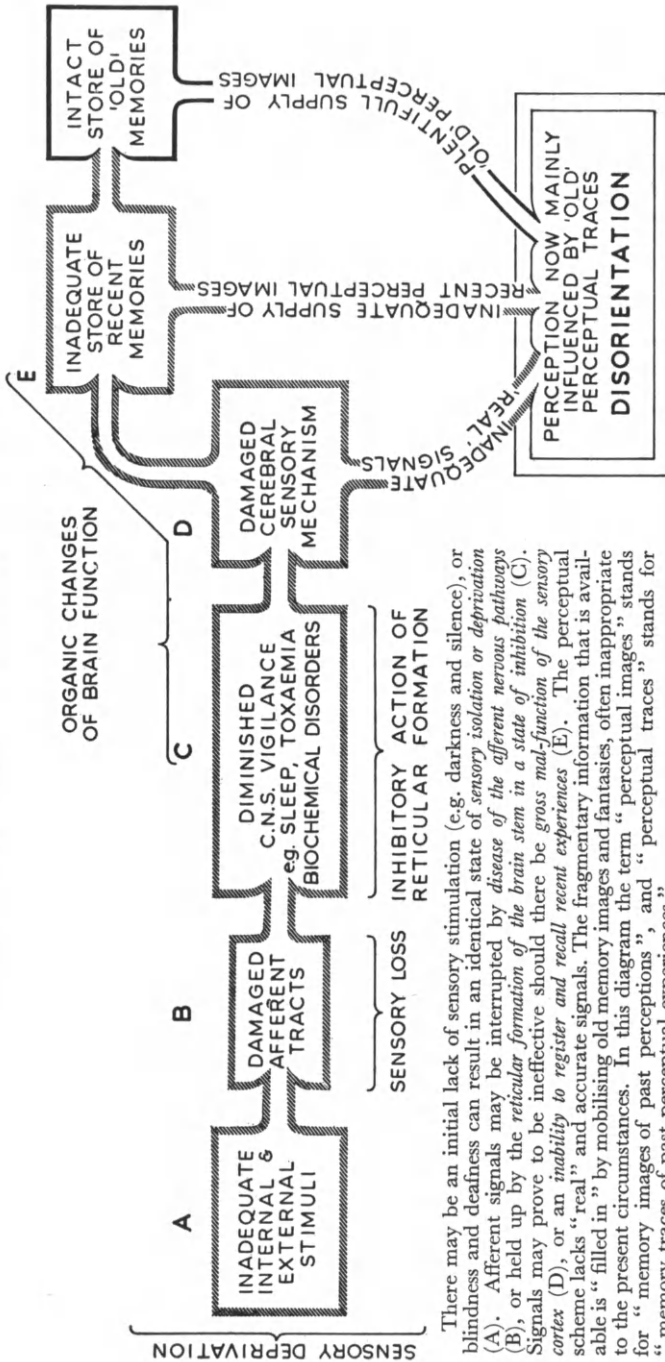 ORGANIC CHANGES
OF BRAIN FUNCTION
A
B
C
D
E
SENSORY DEPRIVATION
INADEQUATE
INTERNAL &
EXTERNAL
STIMULI
DAMAGED
AFFERENT
TRACTS
SENSORY LOSS
DIMINISHED
C.N.S. VIGILANCE
e.g. SLEEP, TOXAEMIA
BIOCHEMICAL DISORDERS
INHIBITORY ACTION OF
RETICULAR FORMATION
DAMAGED
CEREBRAL
SENSORY
MECHANISM
INADEQUATE
STORE OF
RECENT
MEMORIES
INTACT
STORE OF
'OLD'
MEMORIES
INADEQUATE
'REAL' SIGNALS
INADEQUATE SUPPLY OF
RECENT PERCEPTUAL IMAGES
PLENTIFULL SUPPLY OF
'OLD' PERCEPTUAL IMAGES
PERCEPTION NOW MAINLY
INFLUENCED BY 'OLD'
PERCEPTUAL TRACES
DISORIENTATION
There may be an initial lack of sensory stimulation (e.g. darkness and silence), or
blindness and deafness can result in an identical state of sensory isolation or deprivation
(A). Afferent signals may be interrupted by disease of the afferent nervous pathways
(B), or held up by the reticular formation of the brain stem in a state of inhibition (C).
Signals may prove to be ineffective should there be gross mal-function of the sensory
cortex (D), or an inability to register and recall recent experiences (E). The perceptual
scheme lacks "real" and accurate signals. The fragmentary information that is avail-
able is "filled in" by mobilising old memory images and fantasies, often inappropriate
to the present circumstances. In this diagram the term "perceptual images" stands
for "memory images of past perceptions", and "perceptual traces" stands for
"memory traces of past perceptual experiences."